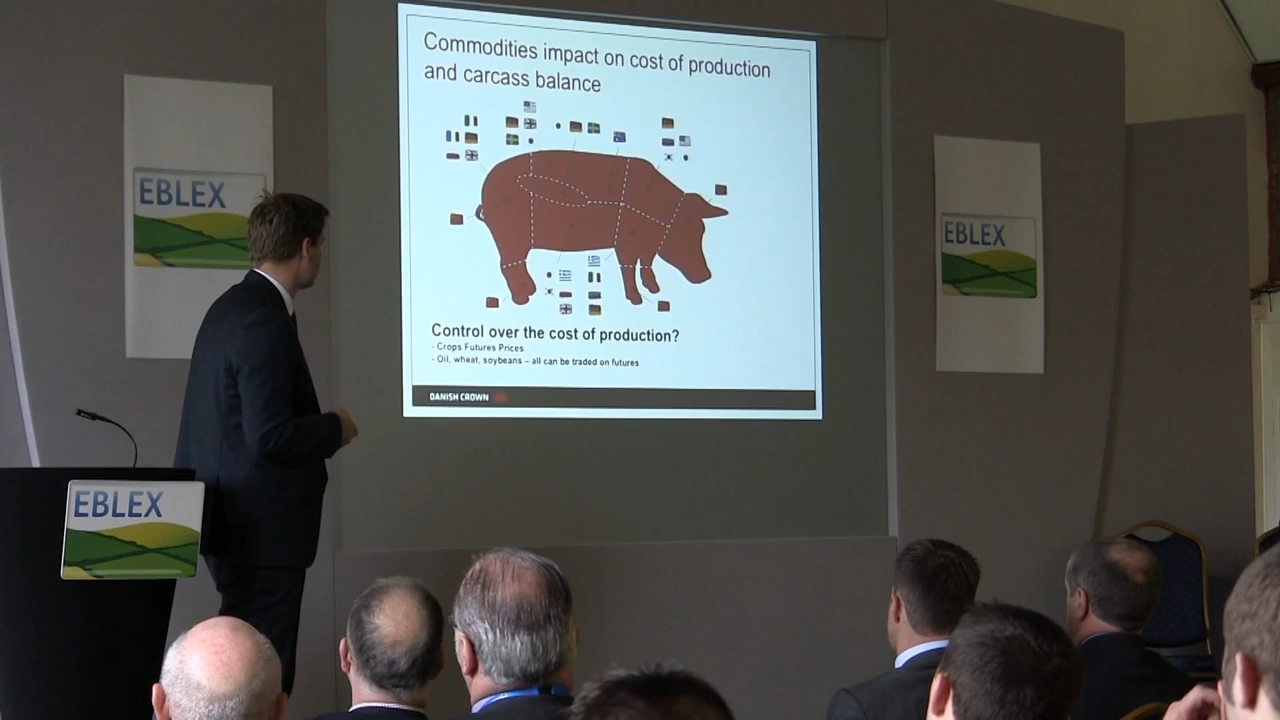 Commodities impact on cost of production
and carcass balance
EBLEX
EBLEX
Control over the cost of production?
- Crops Futures Prices
- Oil, wheat, soybeans – all can be traded on futures
DANISH CROWN
EBLEX